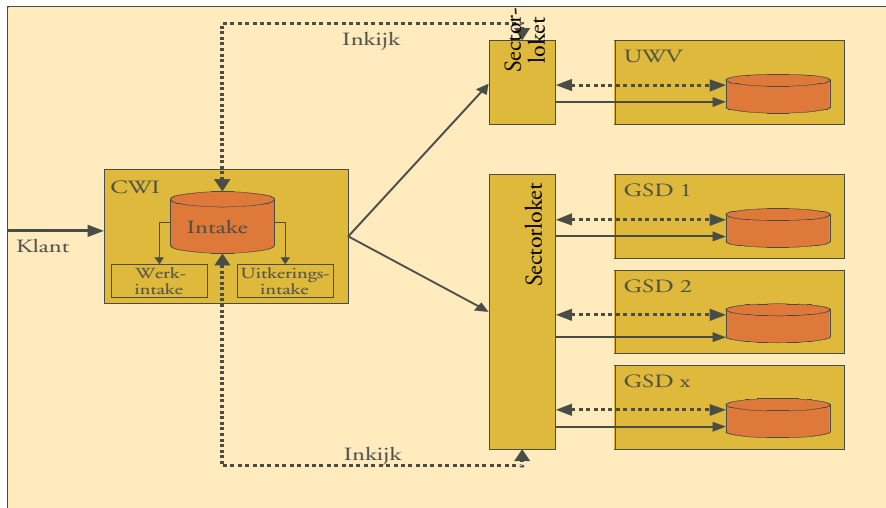 Inkijk
Sector-
loket
UWV
CWI
Intake
Werk-
intake
Uitkerings-
intake
Klant
Sectorloket
GSD 1
GSD 2
GSD x
Inkijk